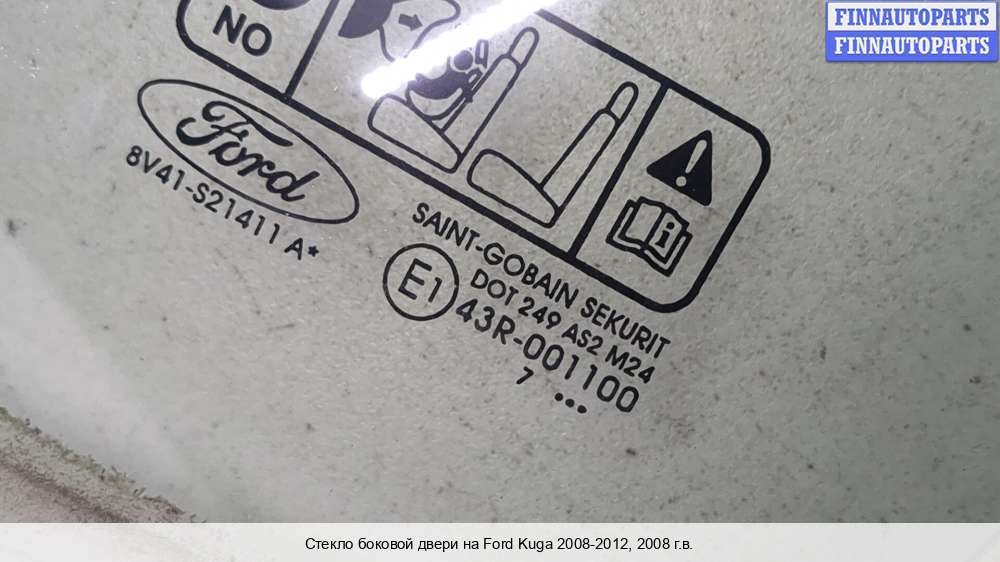 FINNAUTOPARTS
FINNAUTOPARTS
NO
Ford
8V41-S21411 A*
SAINT-GOBAIN SEKURIT
DOT 249 AS2 M24
E1
43R-001100
7 ...
Стекло боковой двери на Ford Kuga 2008-2012, 2008 г.в.